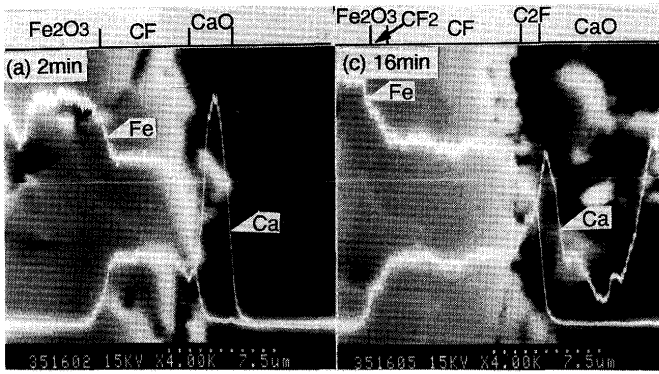 Fe2O3 CF CaO
(a) 2min
Fe
Ca
351602 15KV X4.00K 7.5um
Fe2O3 CF2 CF C2F CaO
(c) 16min
Fe
Ca
351605 15KV X4.00K 7.5um